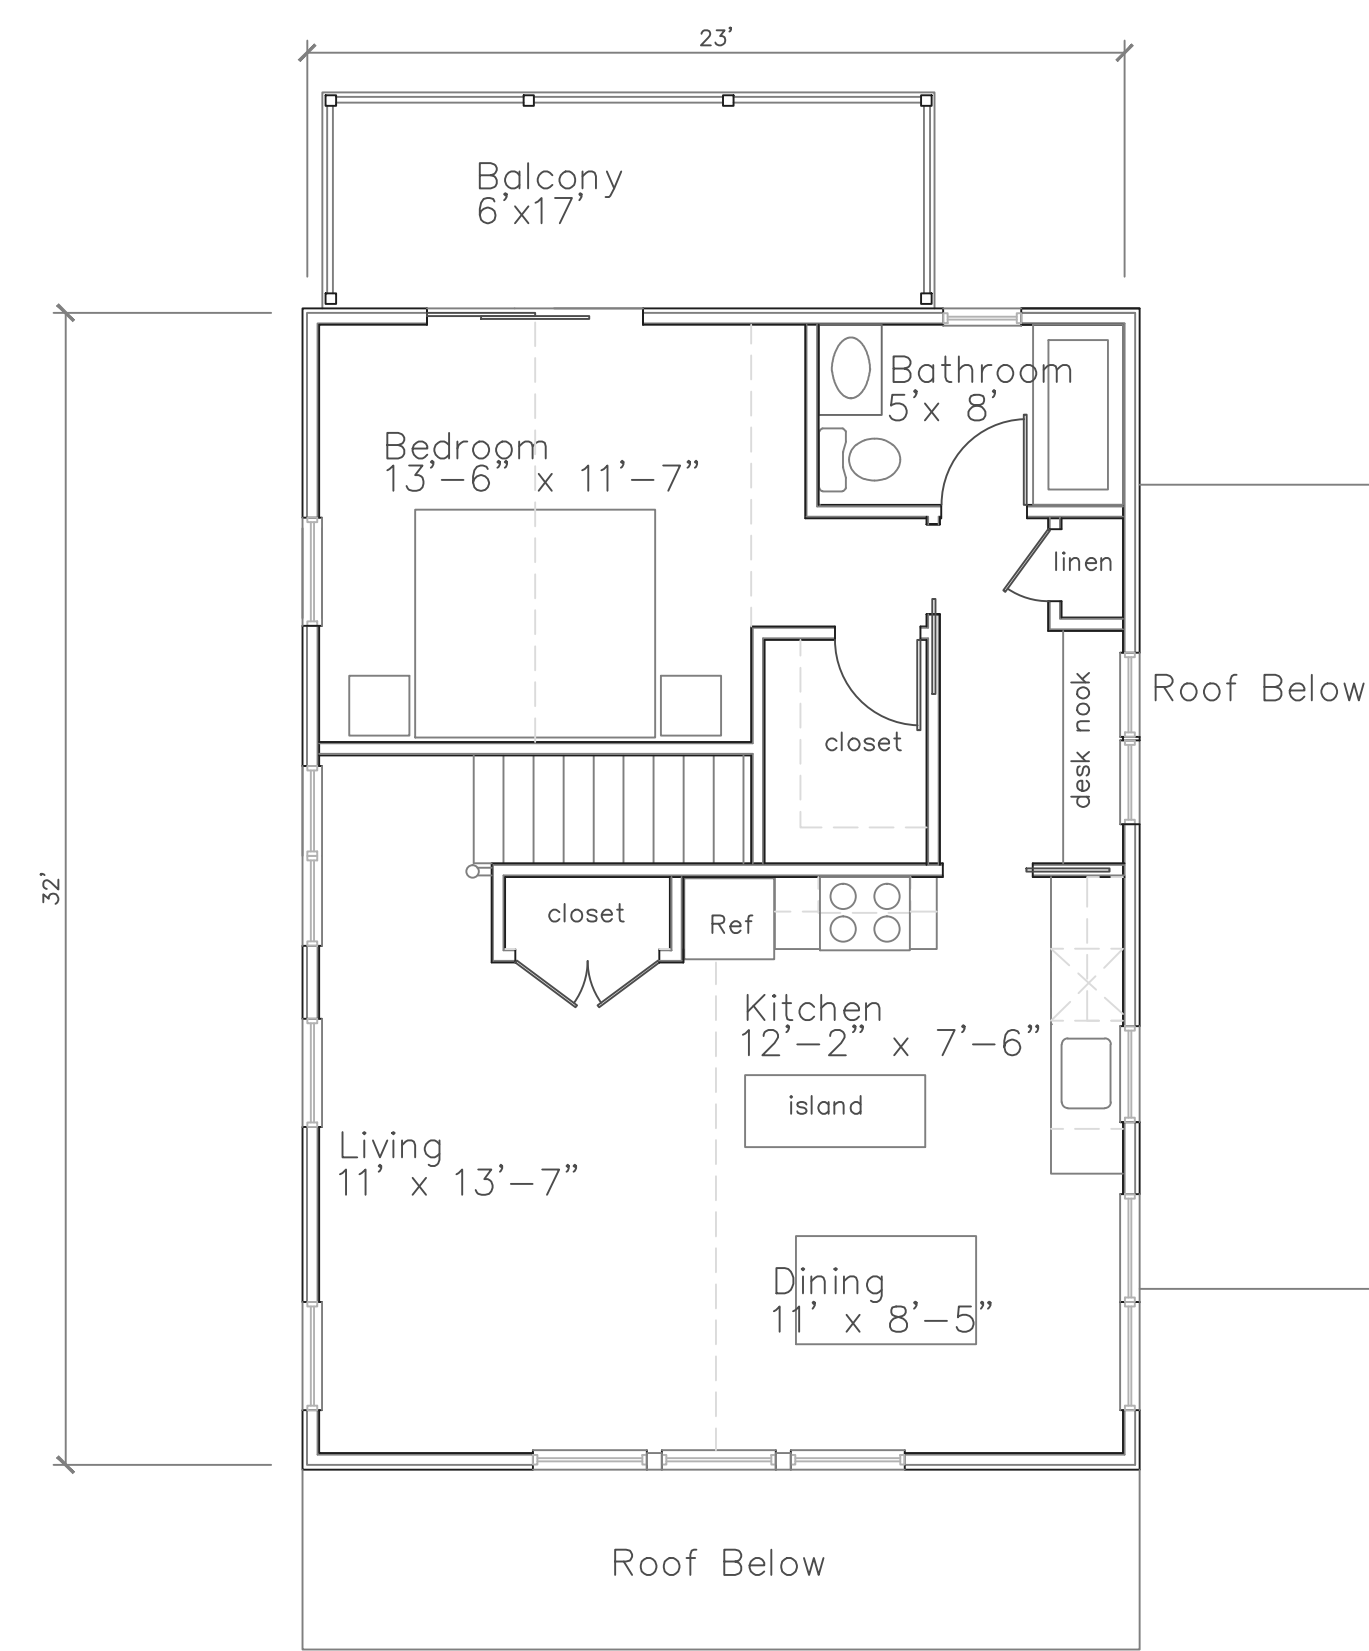 23'
Balcony
6'x17'
Bathroom
5'x 8'
Bedroom
13'-6" x 11'-7"
linen
Roof Below
desk nook
closet
32'
closet
Ref
Kitchen
12'-2" x 7'-6"
island
Living
11' x 13'-7"
Dining
11' x 8'-5"
Roof Below